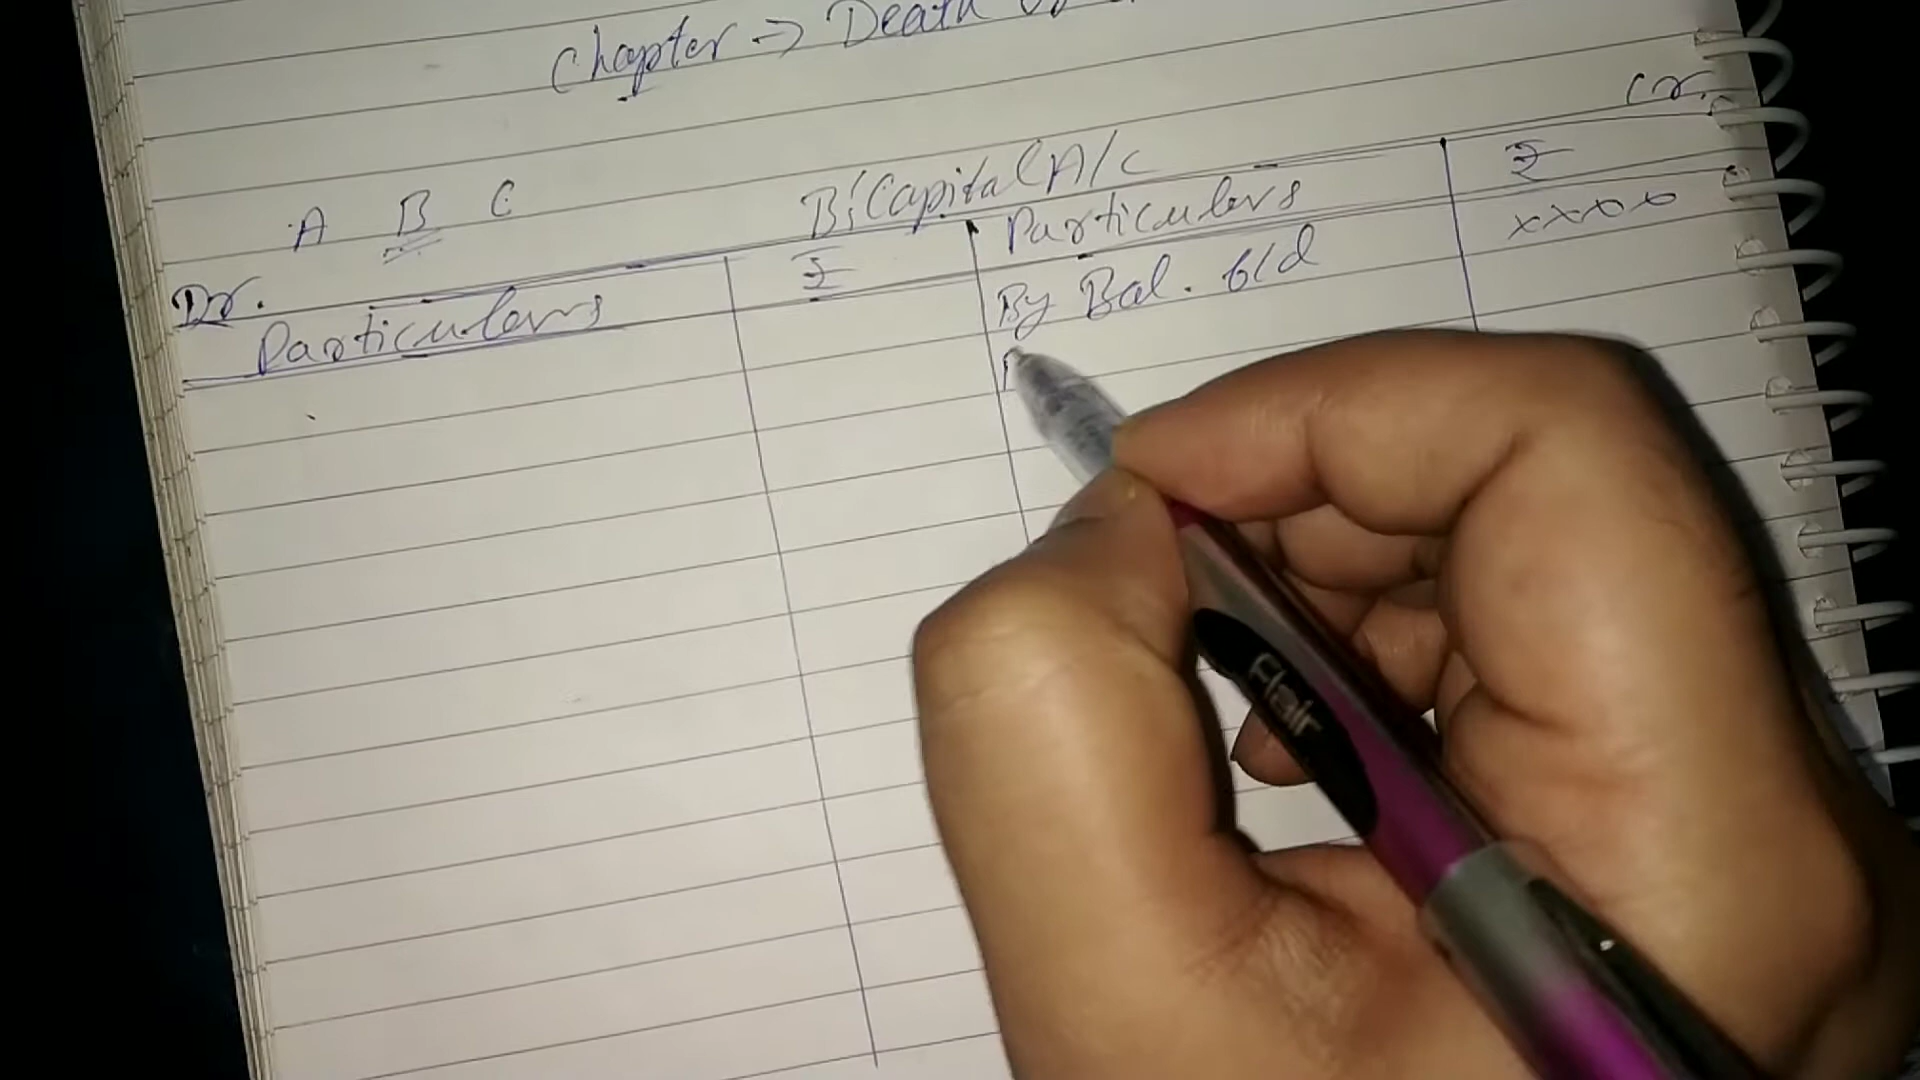 Chapter → Death
Cr.
A B C
B's Capital A/c
Dr.
Particulars ₹ Particulars ₹
By Bal. b/d xxxx
Flair